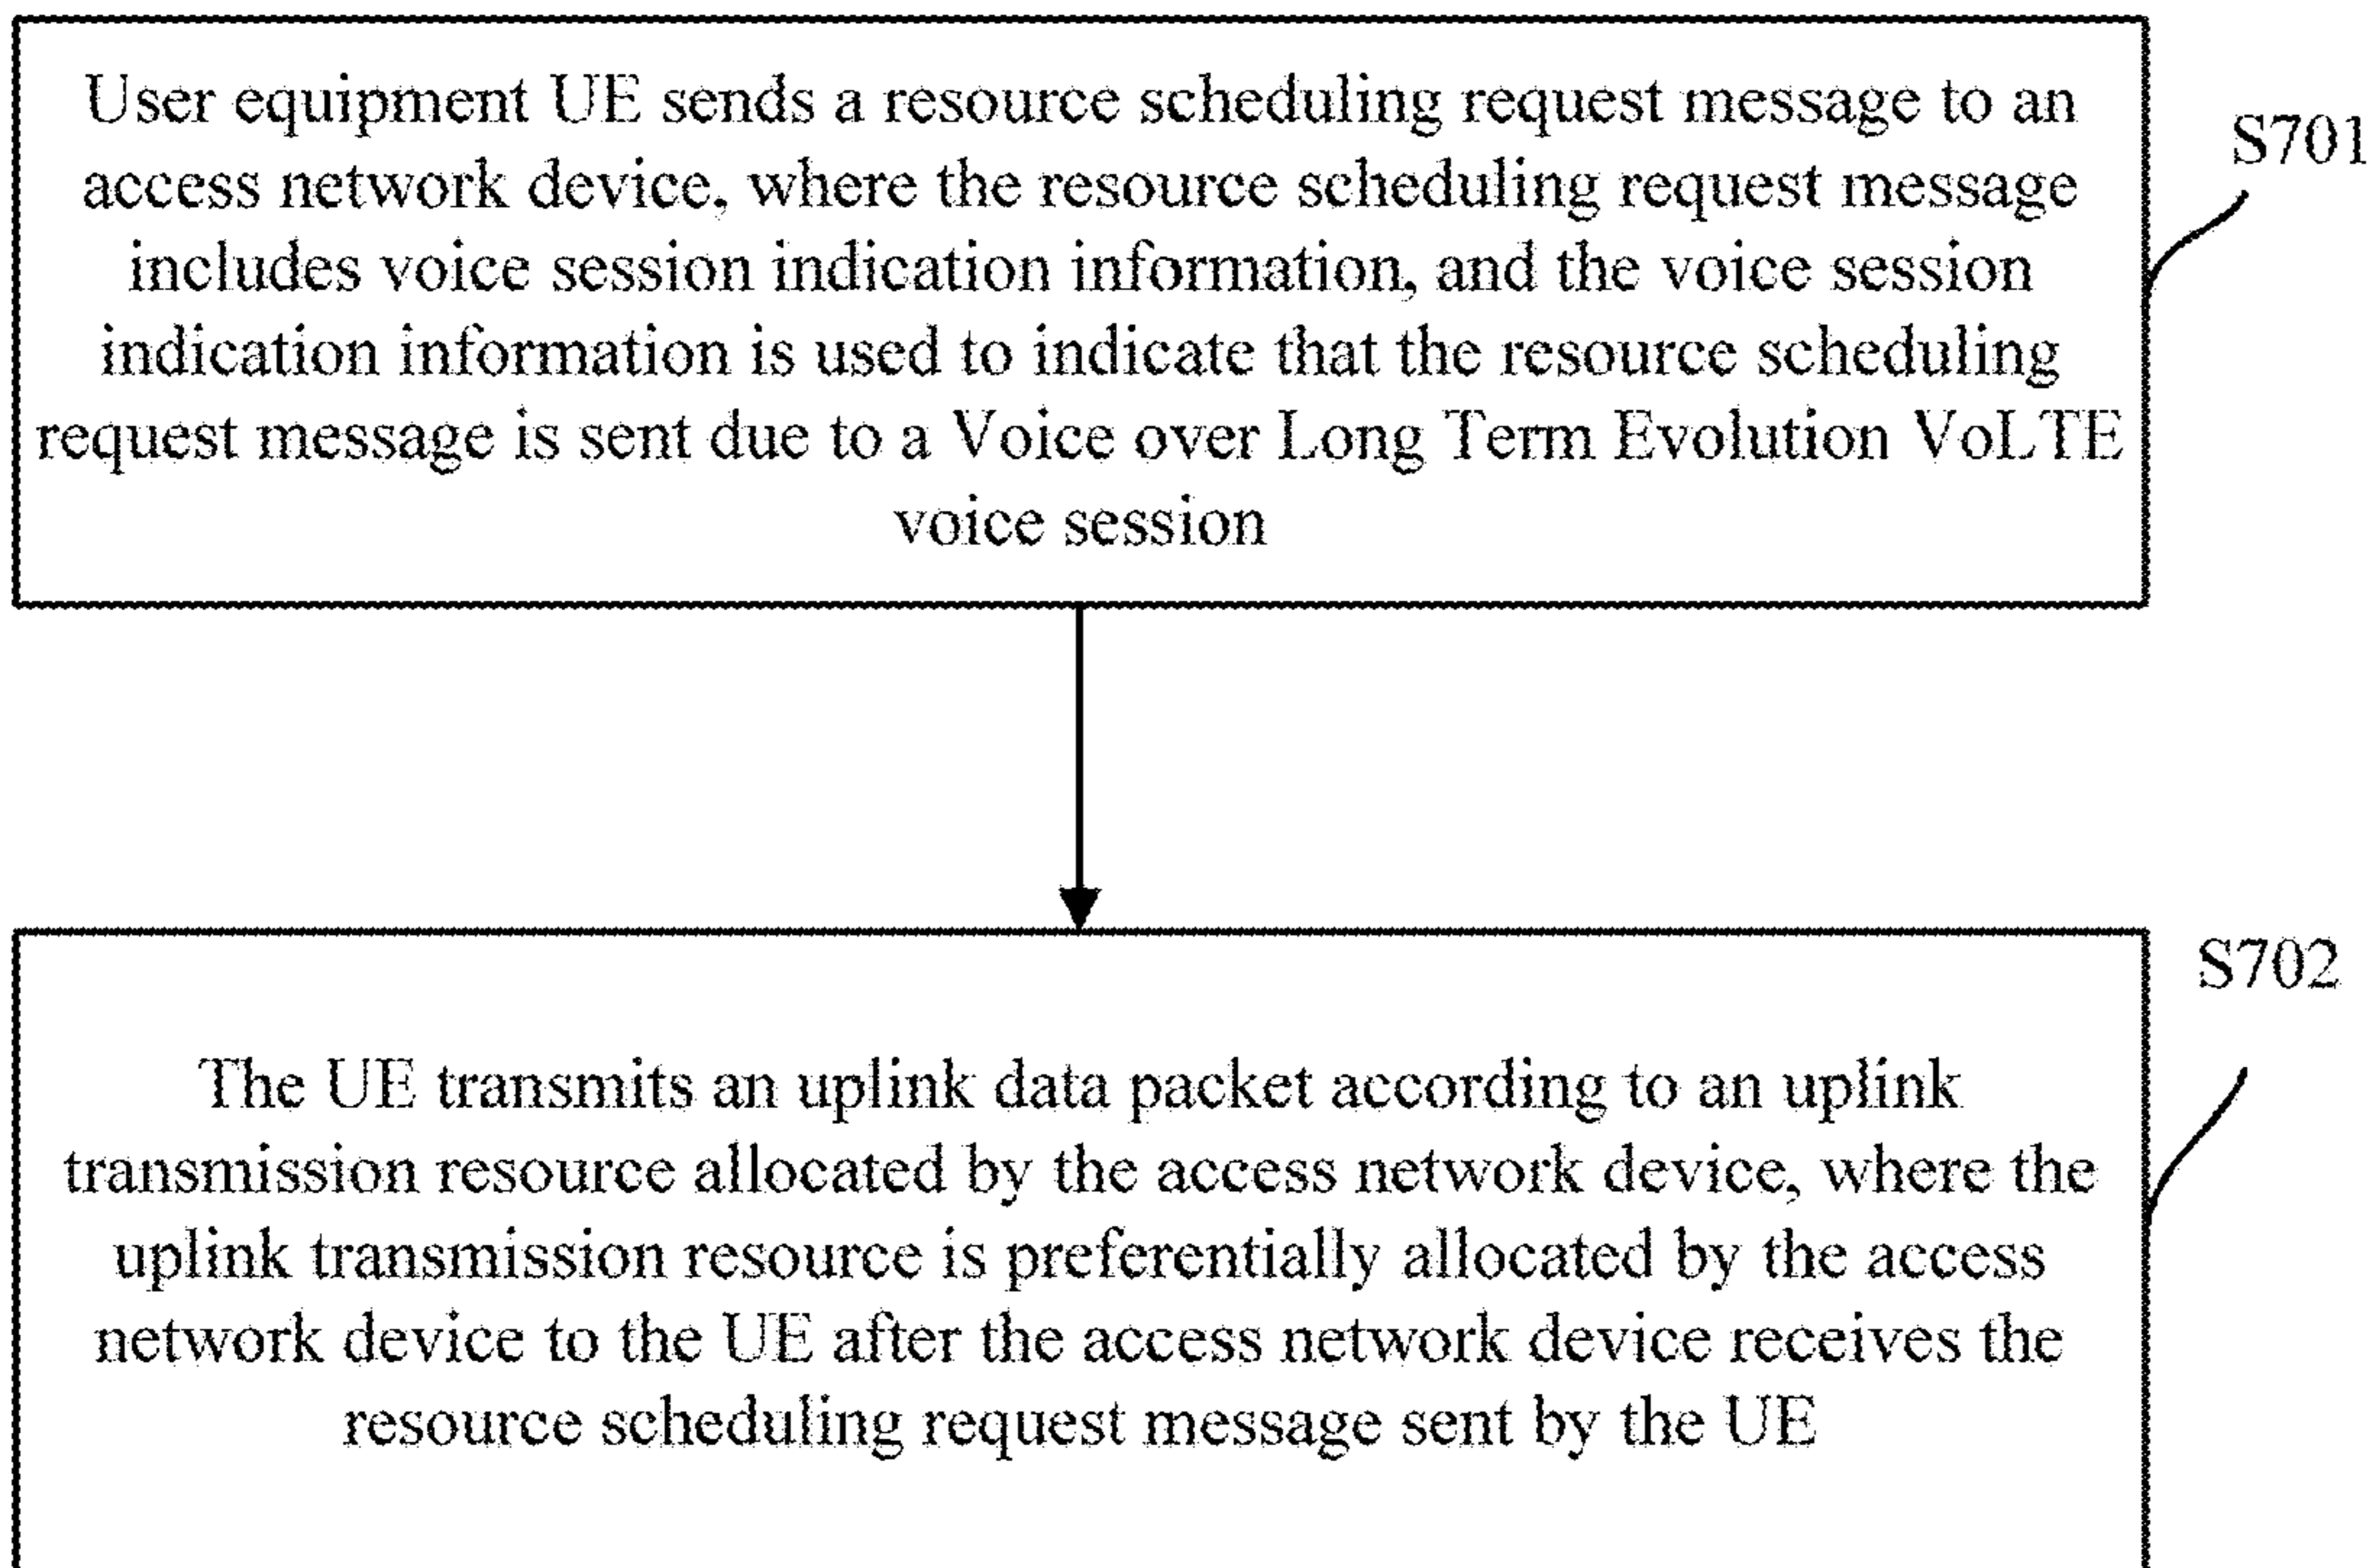 User equipment UE sends a resource scheduling request message to an
access network device, where the resource scheduling request message
includes voice session indication information, and the voice session
indication information is used to indicate that the resource scheduling
request message is sent due to a Voice over Long Term Evolution VoLTE
voice session
S701
S702
The UE transmits an uplink data packet according to an uplink
transmission resource allocated by the access network device, where the
uplink transmission resource is preferentially allocated by the access
network device to the UE after the access network device receives the
resource scheduling request message sent by the UE